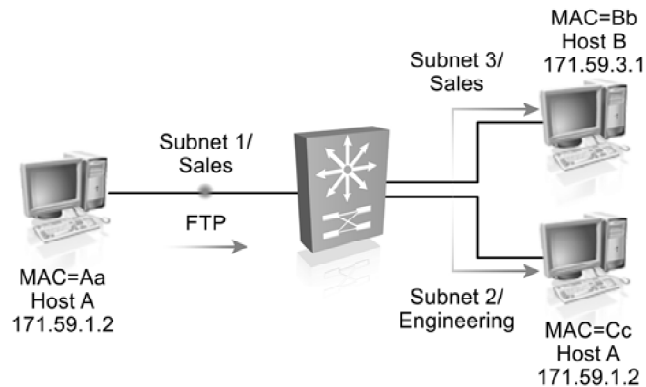 MAC=Bb
Host B
171.59.3.1
Subnet 3/
Sales
Subnet 1/
Sales
FTP
MAC=Aa
Host A
171.59.1.2
Subnet 2/
Engineering
MAC=Cc
Host A
171.59.1.2